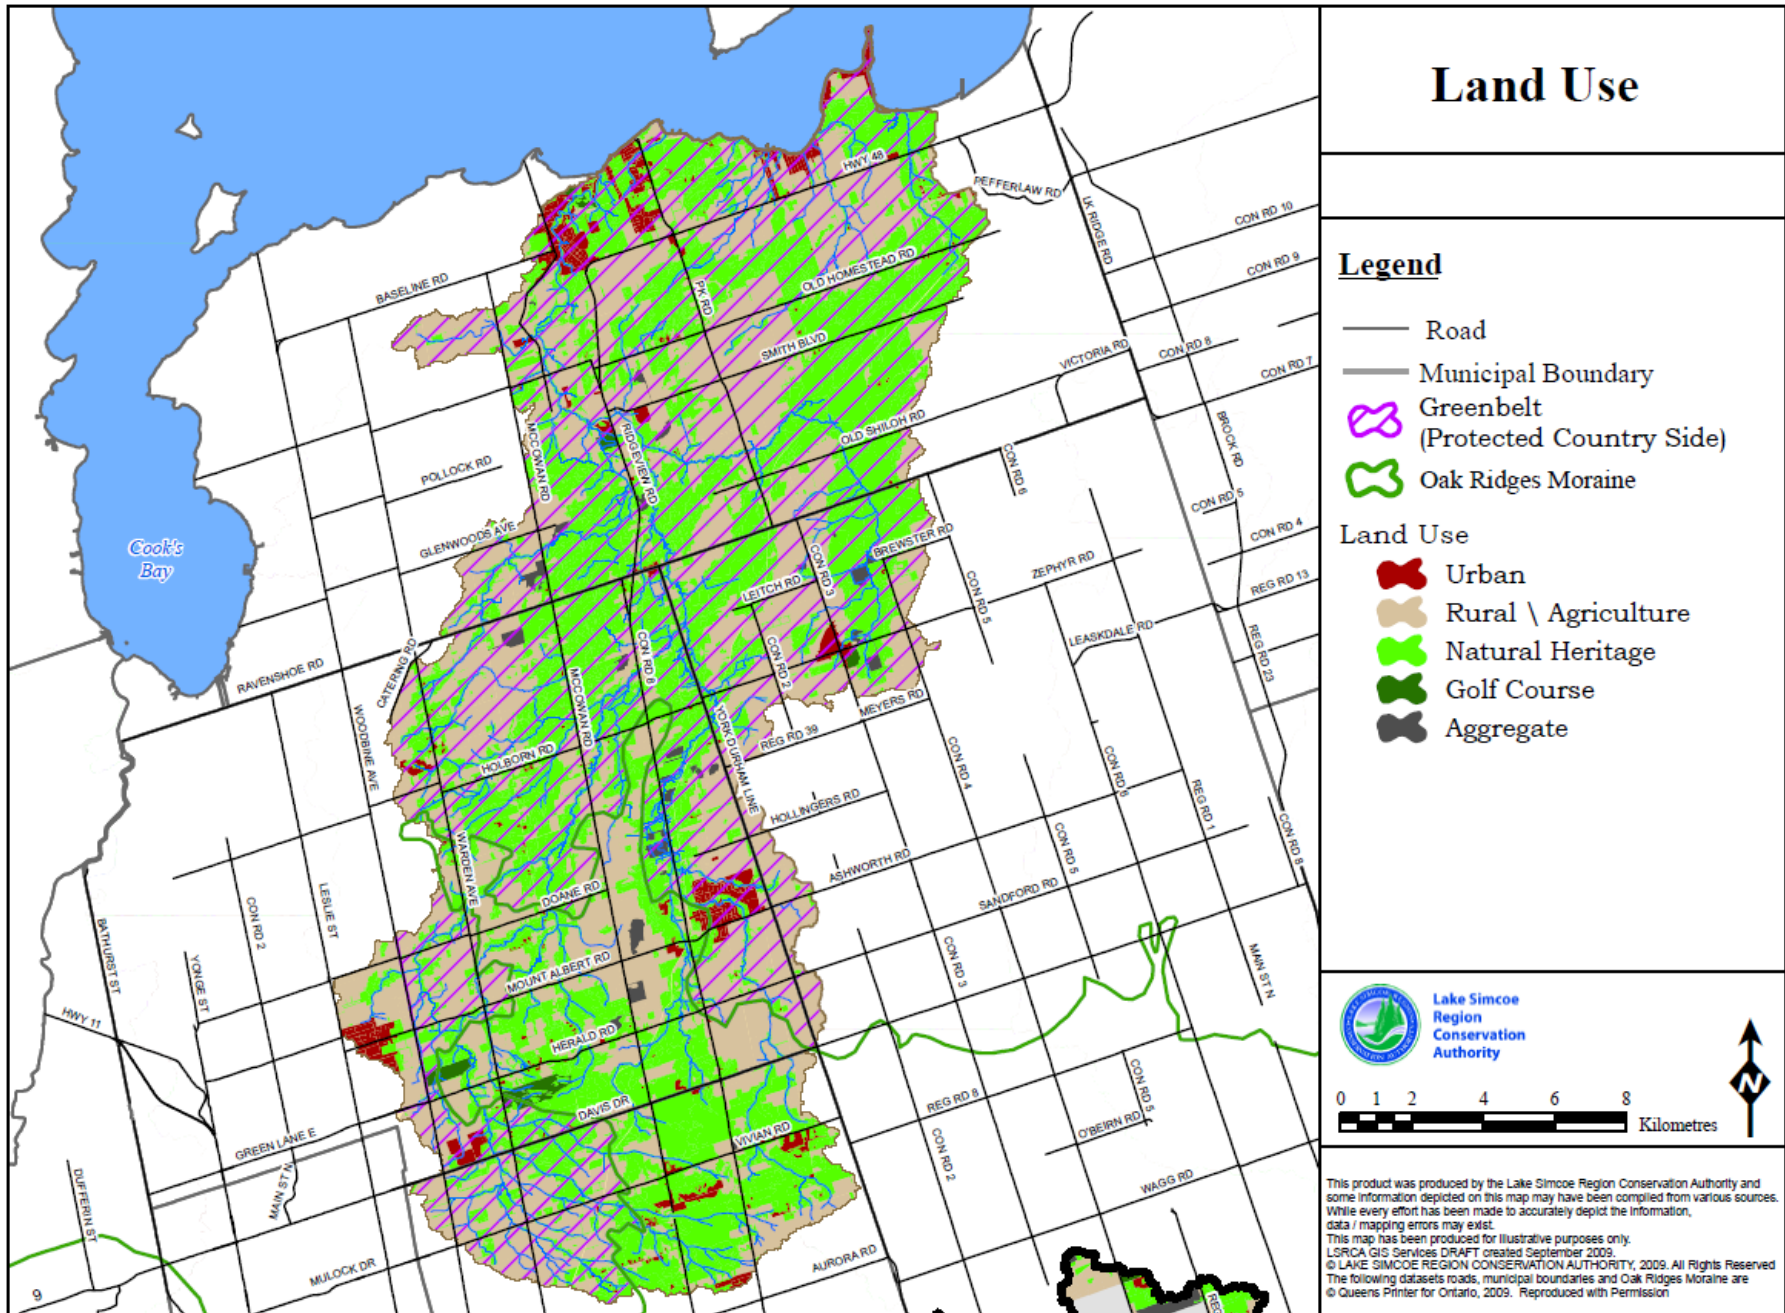 Land Use
Legend
Road
Municipal Boundary
Greenbelt
(Protected Country Side)
Oak Ridges Moraine
Land Use
Urban
Rural \ Agriculture
Natural Heritage
Golf Course
Aggregate
Lake Simcoe
Region
Conservation
Authority
N
0 1 2 4 6 8
Kilometres
This product was produced by the Lake Simcoe Region Conservation Authority and
some information depicted on this map may have been compiled from various sources.
While every effort has been made to accurately depict the information,
data / mapping errors may exist.
This map has been produced for illustrative purposes only.
LSRCA GIS Services DRAFT created September 2009.
© LAKE SIMCOE REGION CONSERVATION AUTHORITY, 2009. All Rights Reserved
The following datasets roads, municipal boundaries and Oak Ridges Moraine are
© Queens Printer for Ontario, 2009. Reproduced with Permission
HWY 48
PEFFERLAW RD
LK RIDGE RD
CON RD 10
CON RD 9
BASELINE RD
PK RD
OLD HOMESTEAD RD
SMITH BLVD
VICTORIA RD
CON RD 8
CON RD 7
OLD SHILOH RD
BROCK RD
MCCOWAN RD
RIDGEVIEW RD
POLLOCK RD
CON RD 6
CON RD 5
CON RD 4
GLENWOODS AVE
Cook's
Bay
BREWSTER RD
CON RD 3
LEITCH RD
CON RD 5
ZEPHYR RD
REG RD 13
LEASKDALE RD
REG RD 23
RAVENSHOE RD
CATERING RD
CON RD 8
CON RD 2
MCCOWAN RD
WOODBINE AVE
YORK DURHAM LINE
MEYERS RD
REG RD 39
HOLBORN RD
CON RD 4
CON RD 6
REG RD 1
HOLLINGERS RD
CON RD 8
WARDEN AVE
ASHWORTH RD
CON RD 5
SANDFORD RD
DOANE RD
LESLIE ST
CON RD 2
BATHURST ST
YONGE ST
MOUNT ALBERT RD
CON RD 3
MAIN ST N
HWY 11
HERALD RD
DAVIS DR
REG RD 8
CON RD 5
O'BEIRN RD
VIVIAN RD
GREEN LANE E
CON RD 2
MAIN ST N
DUFFERIN ST
WAGG RD
AURORA RD
MULOCK DR
9